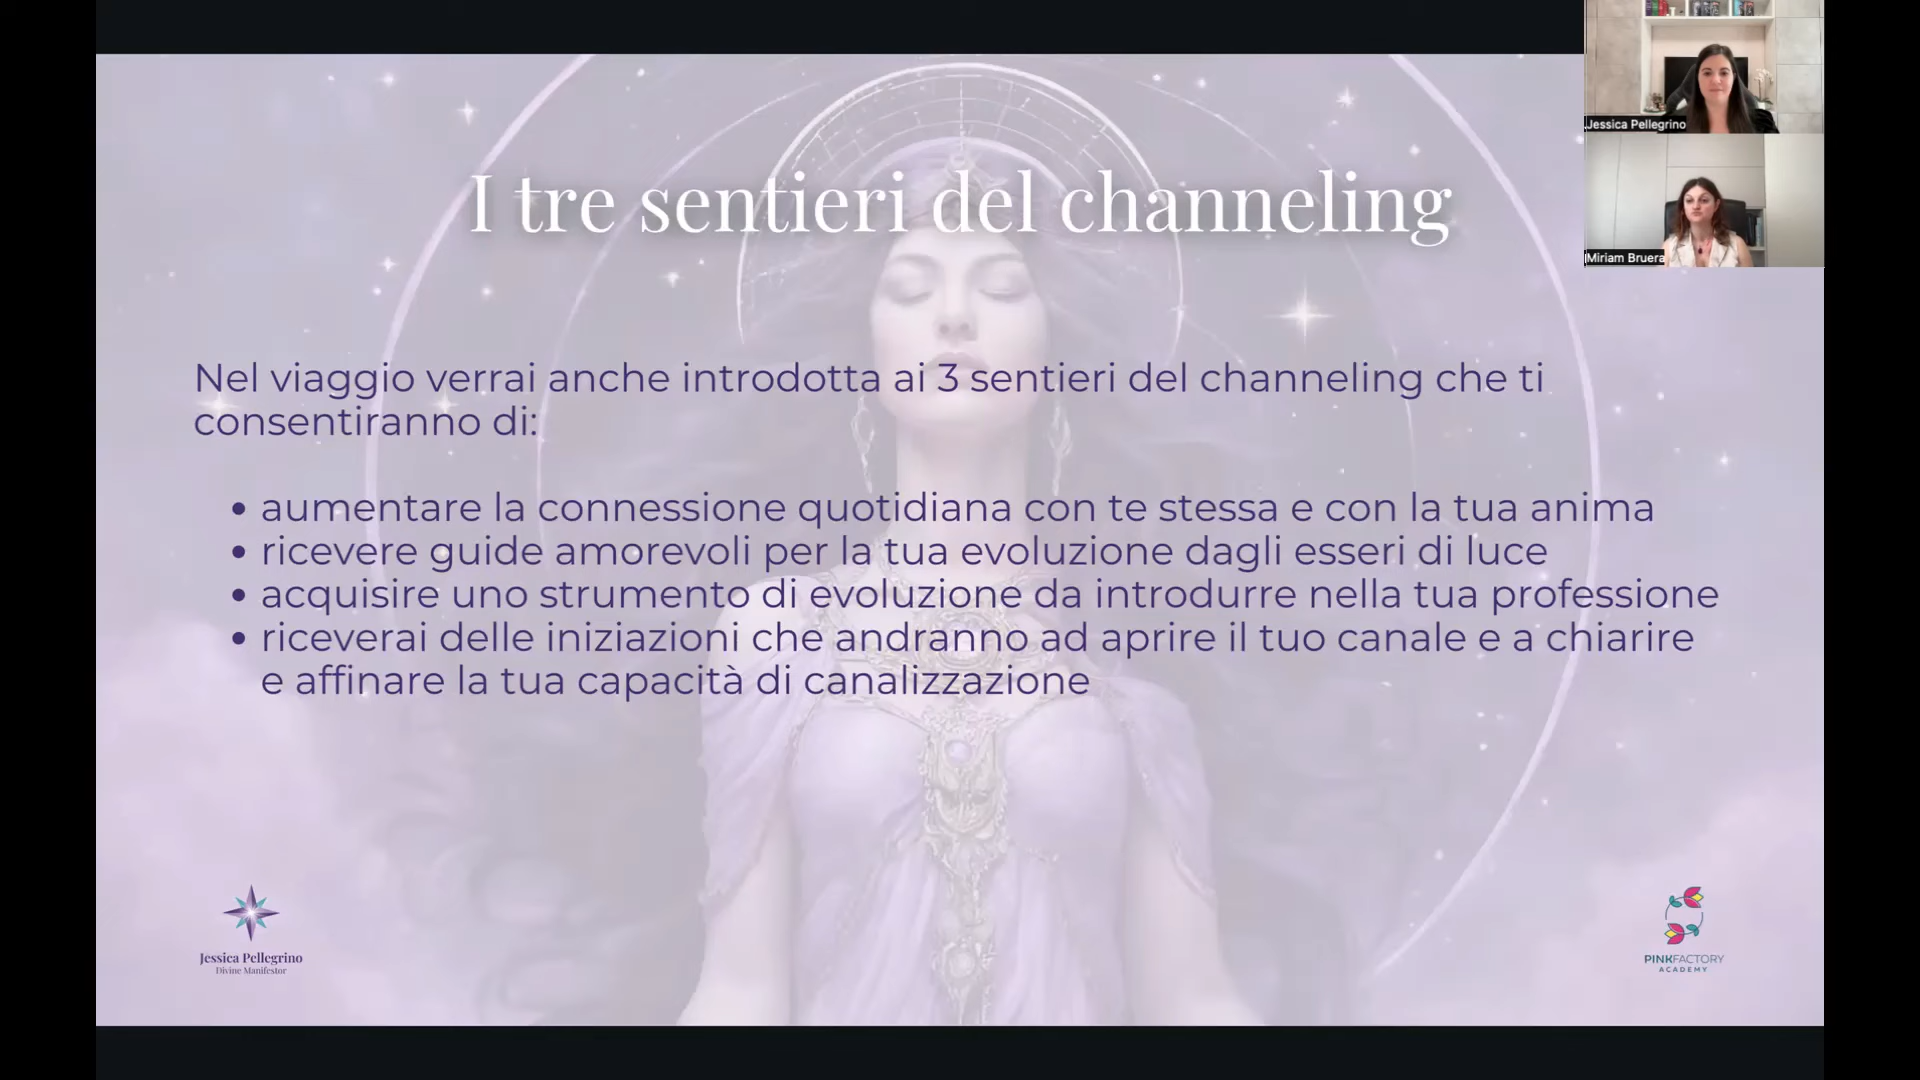 I tre sentieri del channeling
Jessica Pellegrino
Miriam Bruera
Nel viaggio verrai anche introdotta ai 3 sentieri del channeling che ti
consentiranno di:
• aumentare la connessione quotidiana con te stessa e con la tua anima
• ricevere guide amorevoli per la tua evoluzione dagli esseri di luce
• acquisire uno strumento di evoluzione da introdurre nella tua professione
• riceverai delle iniziazioni che andranno ad aprire il tuo canale e a chiarire
e affinare la tua capacità di canalizzazione
Jessica Pellegrino
Divine Manifestor
PINKFACTORY
ACADEMY